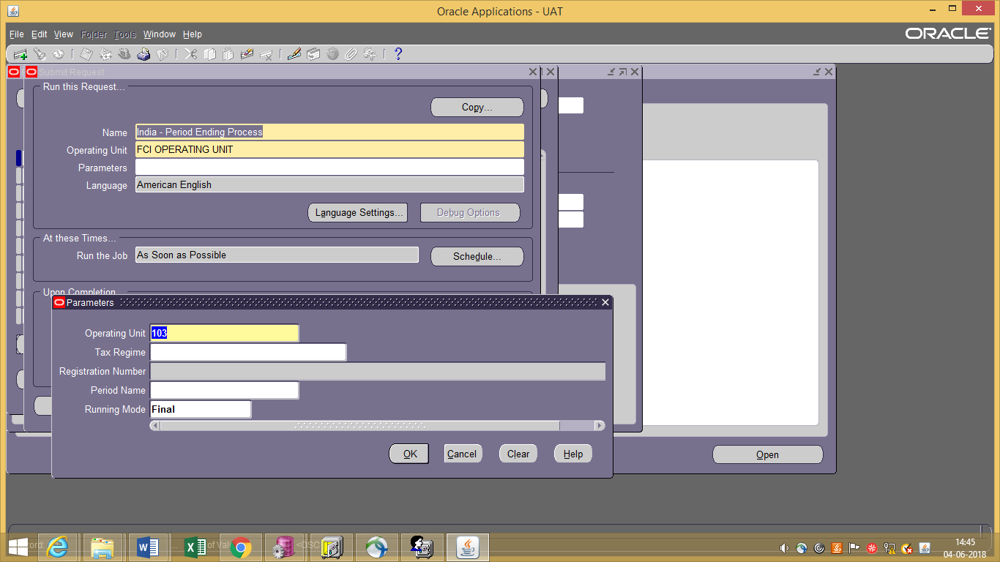 Oracle Applications - UAT
File Edit View Folder Tools Window Help
ORACLE
Submit Request
Run this Request...
Copy...
Name India - Period Ending Process
Operating Unit FCI OPERATING UNIT
Parameters
Language American English
Language Settings... Debug Options
At these Times...
Run the Job As Soon as Possible Schedule...
Upon Completion
Parameters
Operating Unit 103
Tax Regime
Registration Number
Period Name
Running Mode Final
OK Cancel Clear Help
Open
14:45
04-06-2018